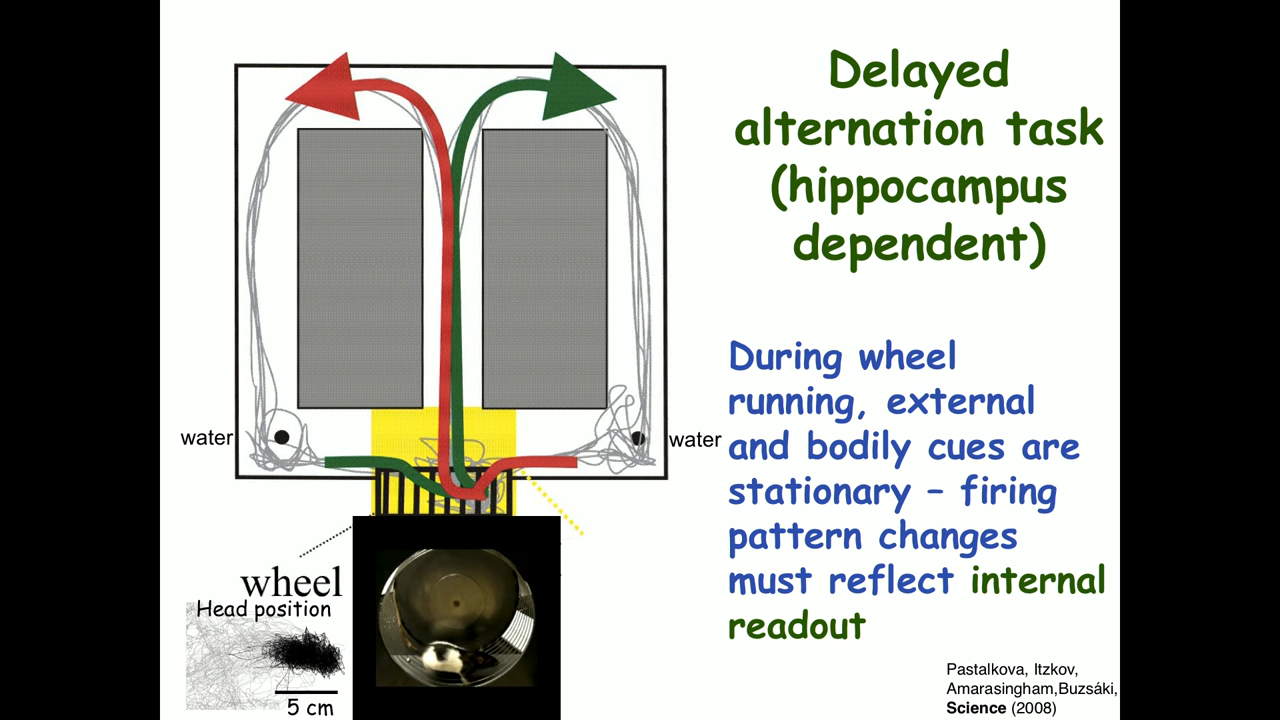 Delayed
alternation task
(hippocampus
dependent)
During wheel
running, external
and bodily cues are
stationary – firing
pattern changes
must reflect internal
readout
water
water
wheel
Head position
5 cm
Pastalkova, Itzkov,
Amarasingham,Buzsáki,
Science (2008)